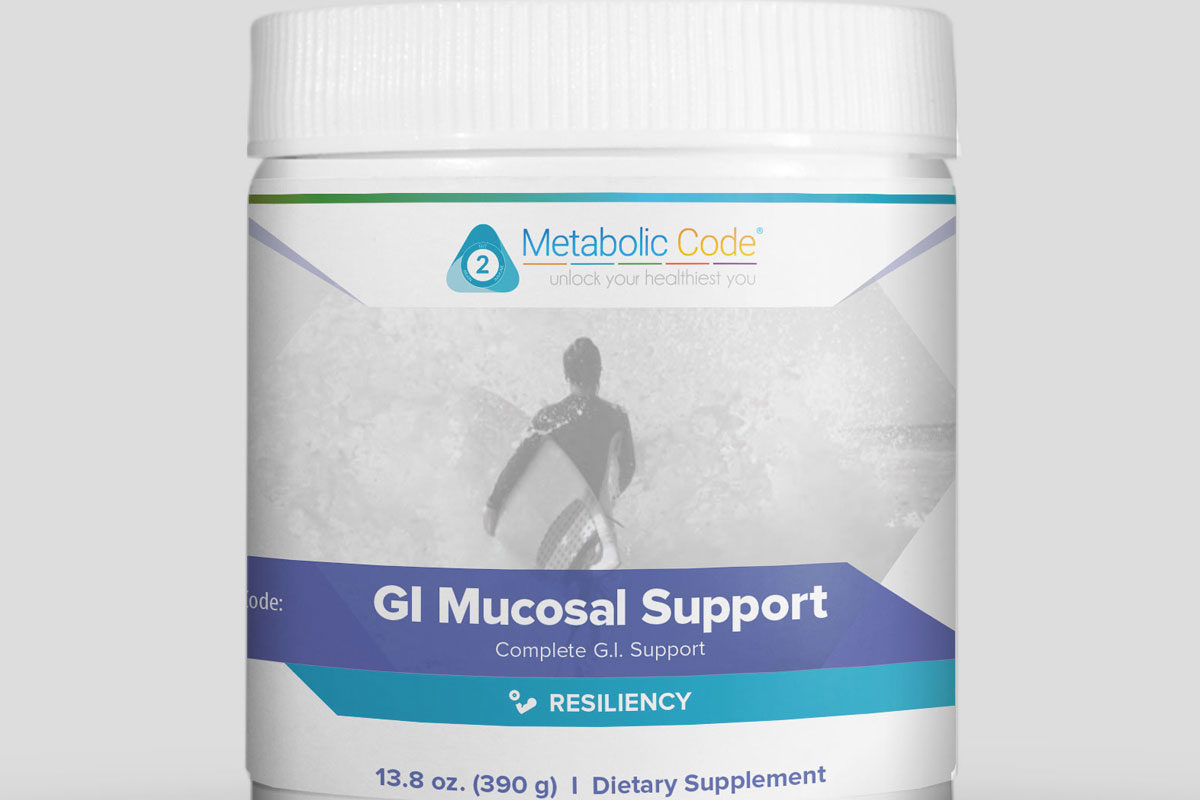 2
Metabolic Code®
unlock your healthiest you
Code:
GI Mucosal Support
Complete G.I. Support
RESILIENCY
13.8 oz. (390 g) | Dietary Supplement